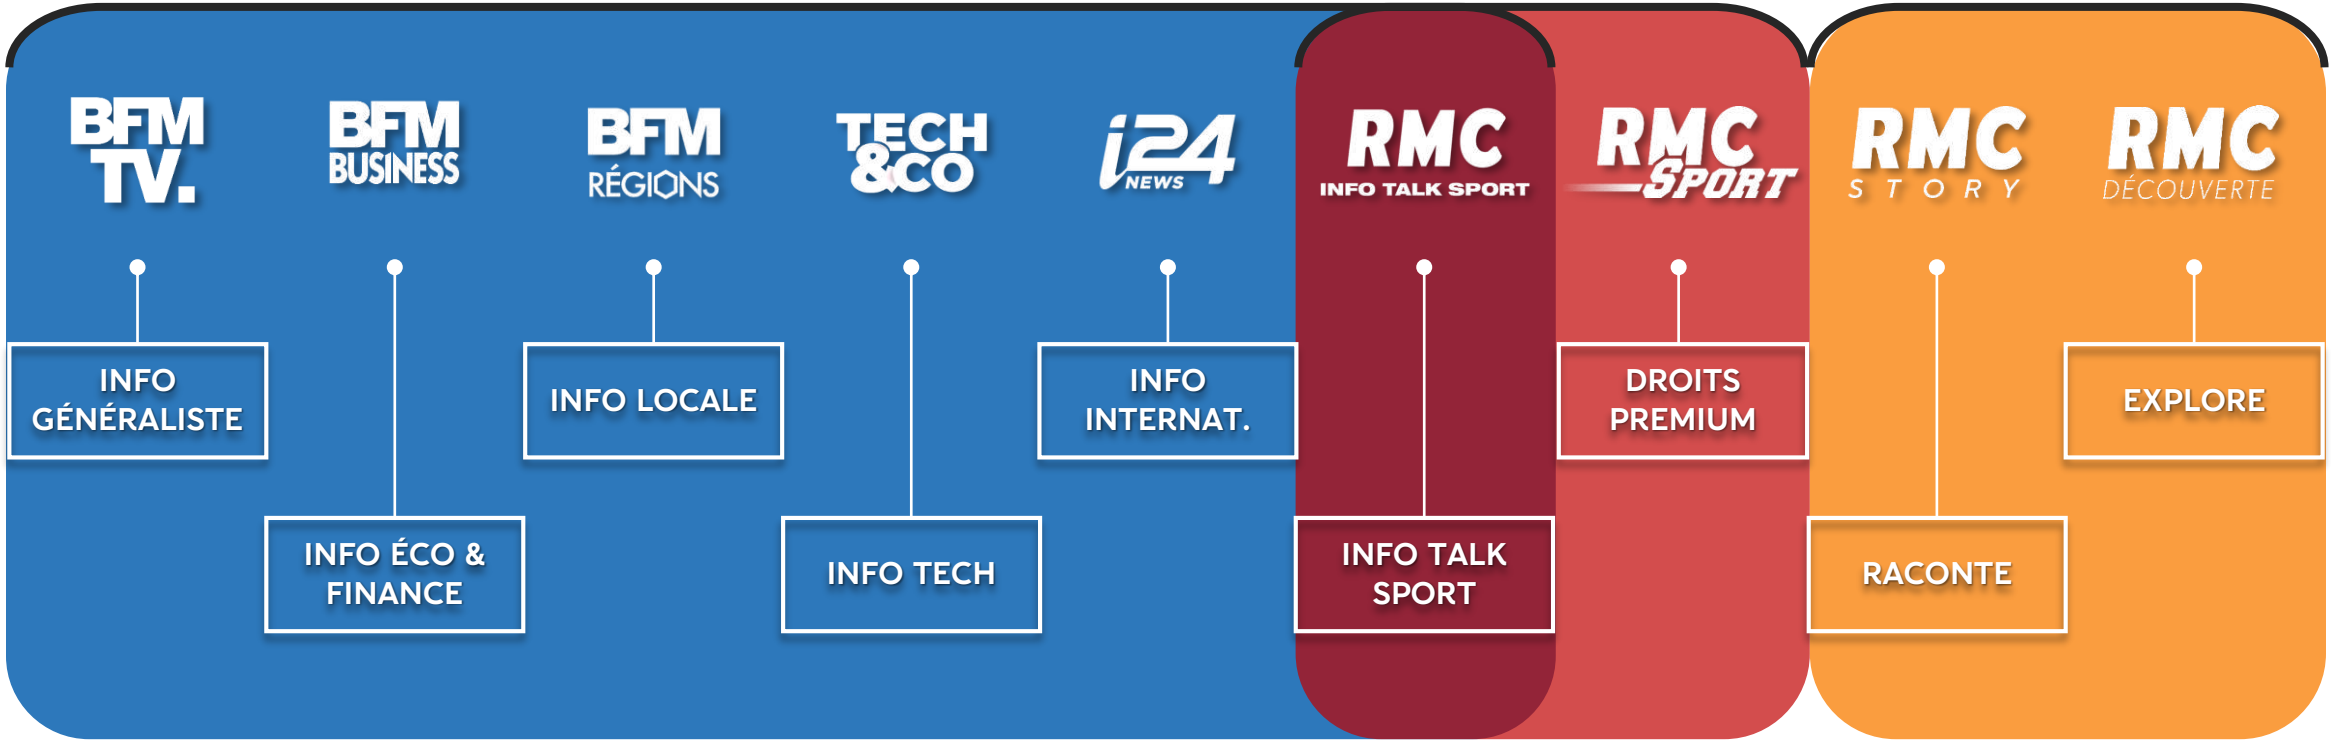 BFM
TV.
BFM
BUSINESS
BFM
RÉGIONS
TECH
&CO
i24
NEWS
RMC
INFO TALK SPORT
RMC
SPORT
RMC
STORY
RMC
DÉCOUVERTE
INFO
GÉNÉRALISTE
INFO ÉCO &
FINANCE
INFO LOCALE
INFO TECH
INFO
INTERNAT.
INFO TALK
SPORT
DROITS
PREMIUM
RACONTE
EXPLORE